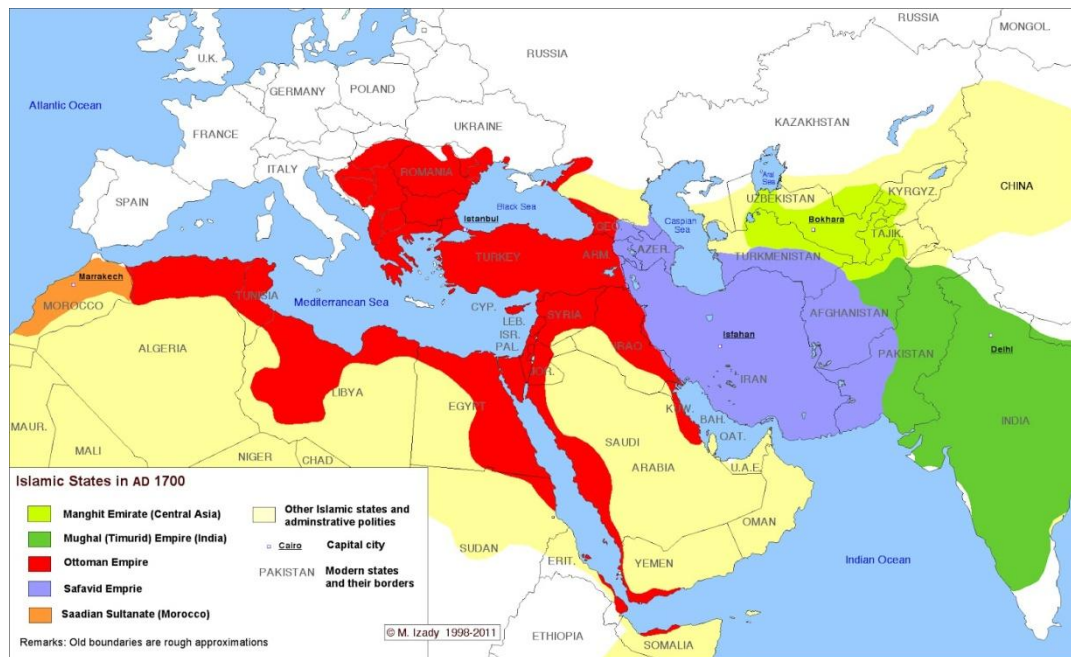 RUSSIA
MONGOL.
U.K.
RUSSIA
GERMANY
POLAND
Atlantic Ocean
KAZAKHSTAN
UKRAINE
FRANCE
ITALY
ROMANIA
Aral
Sea
CHINA
SPAIN
Black Sea
UZBEKISTAN
KYRGYZ.
Istanbul
Caspian
Sea
Bokhara
GEO.
TAJIK.
TURKEY
ARM.
AZER.
TURKMENISTAN
Marrakech
TUNISIA
Mediterranean Sea
MOROCCO
CYP.
SYRIA
AFGHANISTAN
LEB.
ISR.
PAL.
IRAQ
Isfahan
Delhi
ALGERIA
JOR.
IRAN
PAKISTAN
LIBYA
EGYPT
KUW.
BAH.
INDIA
QAT.
SAUDI
ARABIA
MAUR.
MALI
U.A.E.
NIGER
CHAD
OMAN
SUDAN
ERIT.
YEMEN
Indian Ocean
ETHIOPIA
SOMALIA
Islamic States in AD 1700
Manghit Emirate (Central Asia)
Mughal (Timurid) Empire (India)
Ottoman Empire
Safavid Emprie
Saadian Sultanate (Morocco)
Other Islamic states and
adminstrative polities
Cairo Capital city
PAKISTAN Modern states
and their borders
Remarks: Old boundaries are rough approximations
© M. Izady 1998-2011